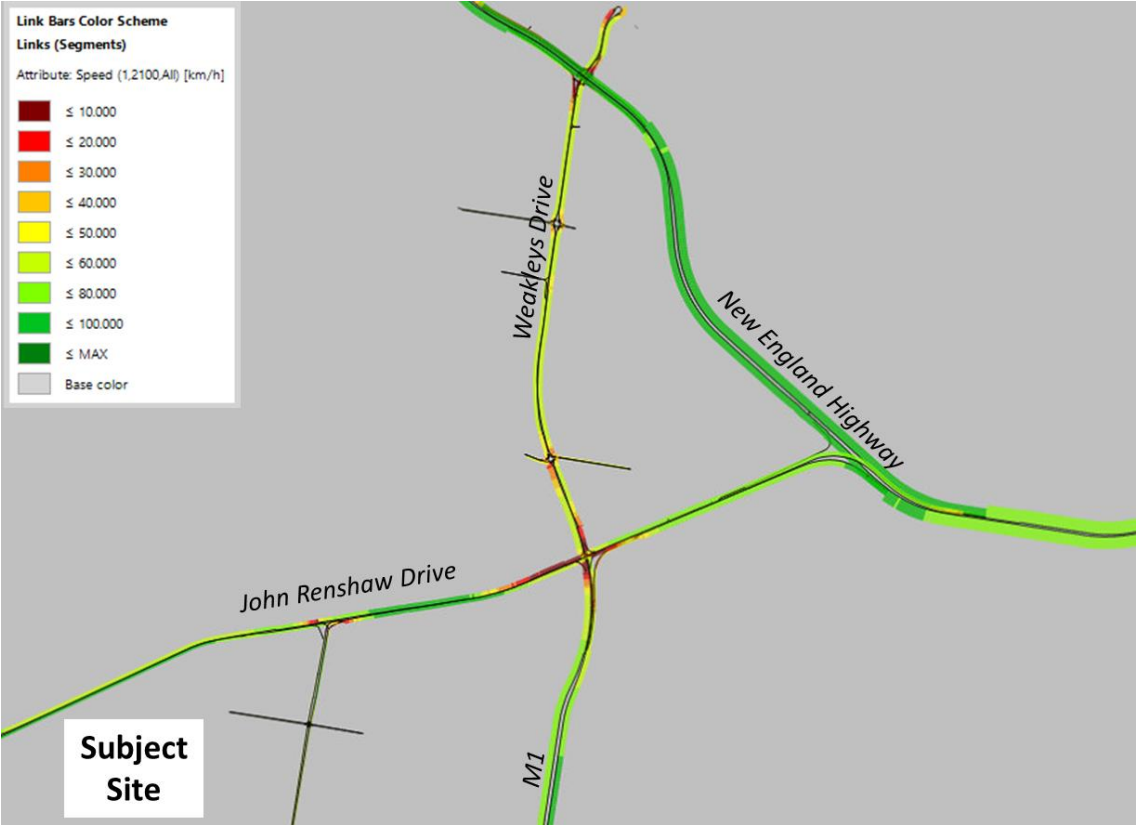 Link Bars Color Scheme
Links (Segments)
Attribute: Speed (1,2100,All) [km/h]
≤ 10.000
≤ 20.000
≤ 30.000
≤ 40.000
≤ 50.000
≤ 60.000
≤ 80.000
≤ 100.000
≤ MAX
Base color
Weakleys Drive
New England Highway
John Renshaw Drive
M1
Subject
Site